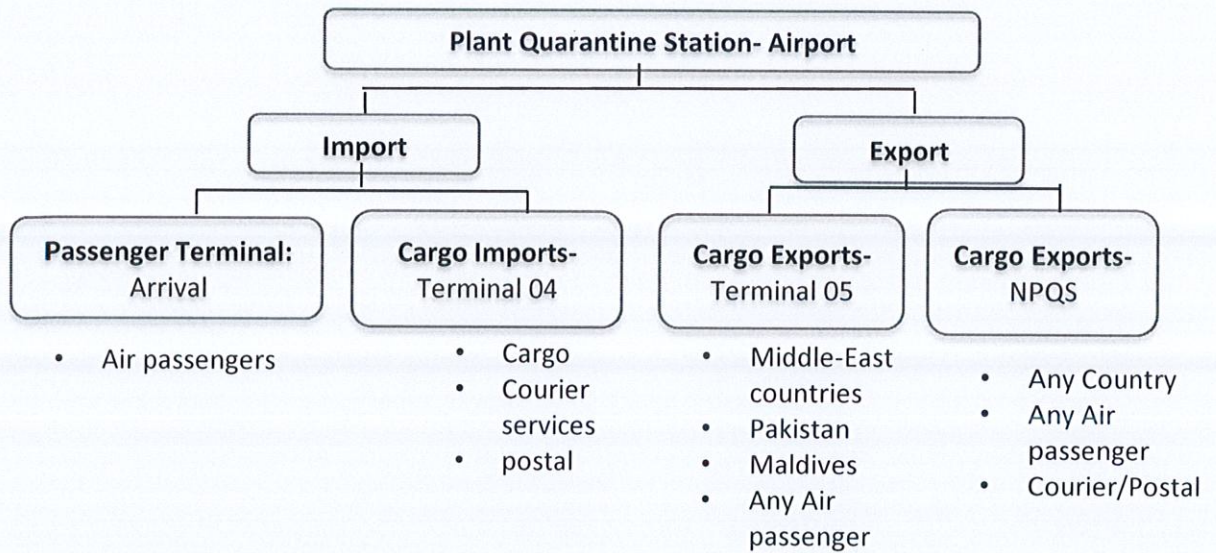 Plant Quarantine Station- Airport
Import
Export
Passenger Terminal:
Arrival
Cargo Imports-
Terminal 04
Cargo Exports-
Terminal 05
Cargo Exports-
NPQS
• Air passengers
• Cargo
• Courier
services
• postal
• Middle-East
countries
• Pakistan
• Maldives
• Any Air
passenger
• Any Country
• Any Air
passenger
• Courier/Postal